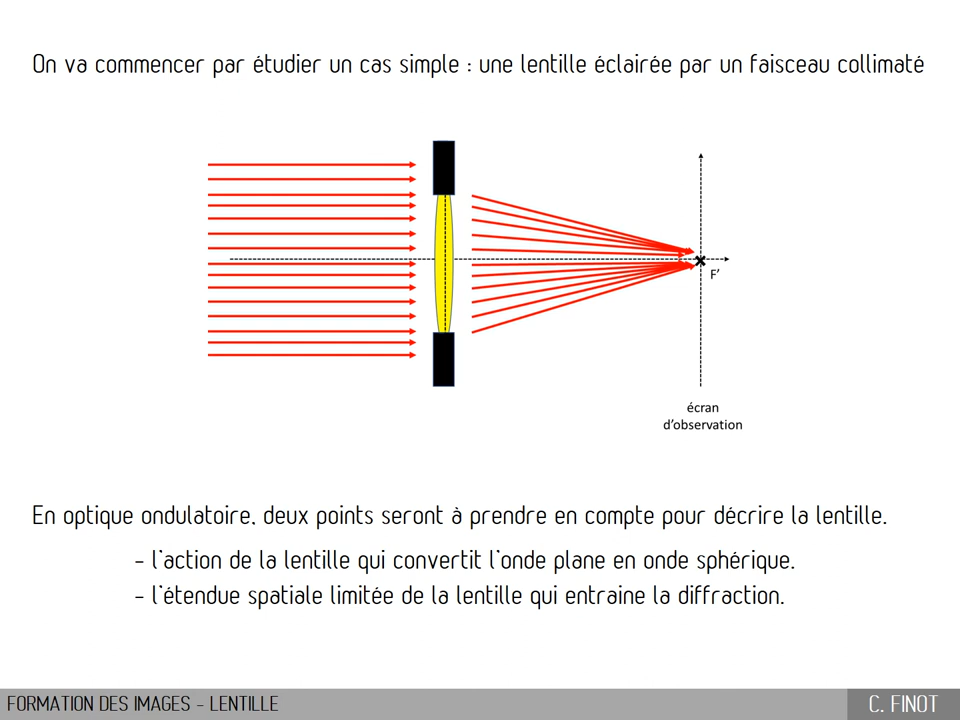 On va commencer par étudier un cas simple : une lentille éclairée par un faisceau collimaté
F'
écran
d'observation
En optique ondulatoire, deux points seront à prendre en compte pour décrire la lentille.
- l'action de la lentille qui convertit l'onde plane en onde sphérique.
- l'étendue spatiale limitée de la lentille qui entraine la diffraction.
FORMATION DES IMAGES - LENTILLE
C. FINOT